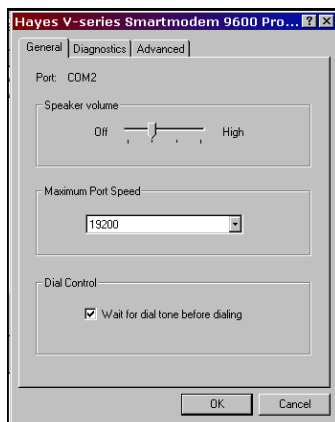 Hayes V-series Smartmodem 9600 Pro...
General Diagnostics Advanced
Port: COM2
Speaker volume
Off High
Maximum Port Speed
19200
Dial Control
Wait for dial tone before dialing
OK Cancel